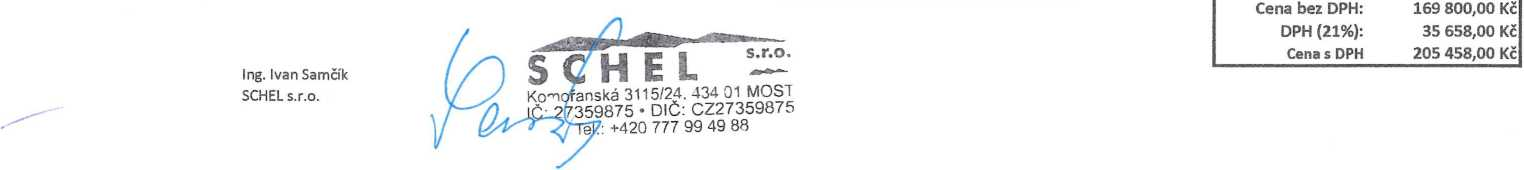 Cena bez DPH: 169 800,00 Kč
DPH (21%): 35 658,00 Kč
Cena s DPH 205 458,00 Kč
Ing. Ivan Samčík
SCHEL s.r.o.
SCHEL s.r.o.
Komořanská 3115/24, 434 01 MOST
IČ: 27359875 • DIČ: CZ27359875
Tel.: +420 777 99 49 88